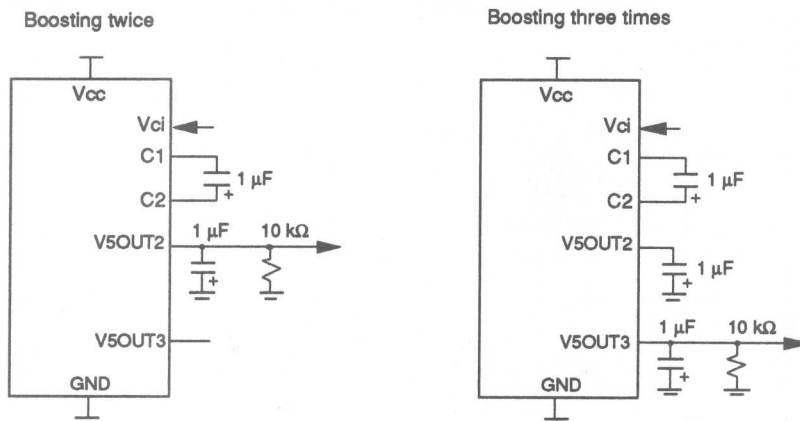 Boosting twice
Vcc
Vci
C1
1 µF
C2
+
V5OUT2
1 µF
10 kΩ
+
V5OUT3
GND
Boosting three times
Vcc
Vci
C1
1 µF
C2
+
V5OUT2
1 µF
+
V5OUT3
1 µF
10 kΩ
+
GND